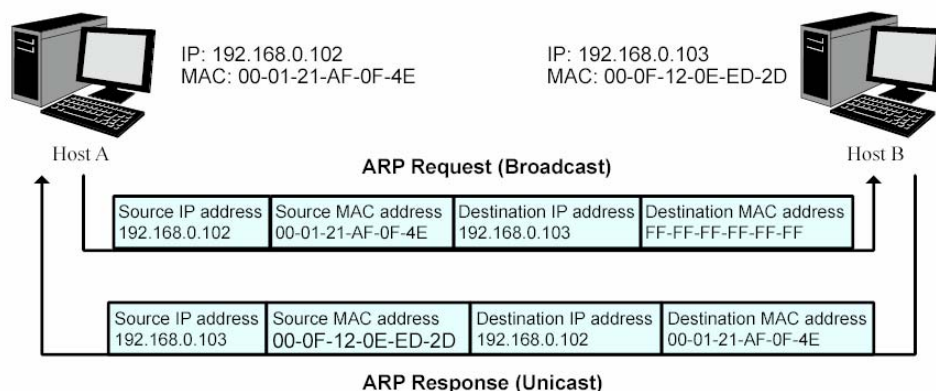 IP: 192.168.0.102
MAC: 00-01-21-AF-0F-4E
IP: 192.168.0.103
MAC: 00-0F-12-0E-ED-2D
Host A
Host B
ARP Request (Broadcast)
Source IP address
192.168.0.102
Source MAC address
00-01-21-AF-0F-4E
Destination IP address
192.168.0.103
Destination MAC address
FF-FF-FF-FF-FF-FF
Source IP address
192.168.0.103
Source MAC address
00-0F-12-0E-ED-2D
Destination IP address
192.168.0.102
Destination MAC address
00-01-21-AF-0F-4E
ARP Response (Unicast)